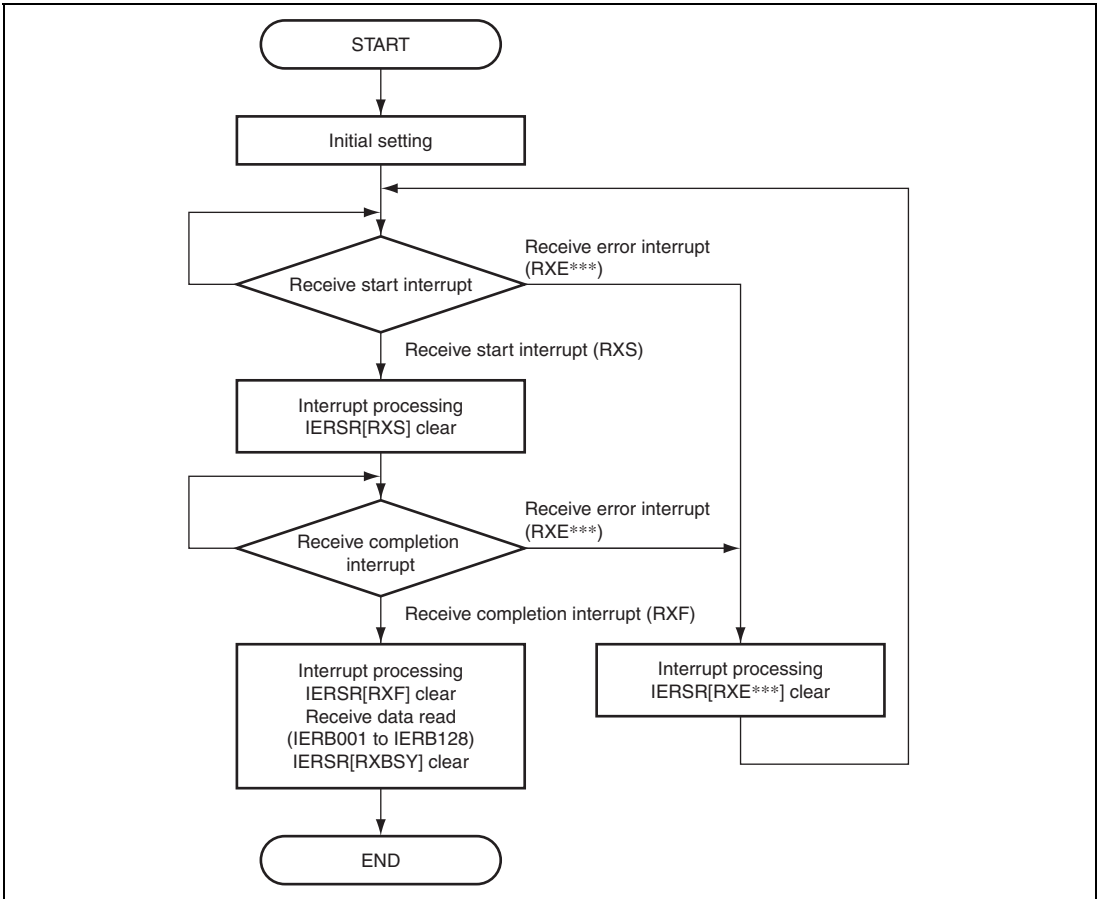 START
Initial setting
Receive error interrupt
(RXE***)
Receive start interrupt
Receive start interrupt (RXS)
Interrupt processing
IERSR[RXS] clear
Receive error interrupt
(RXE***)
Receive completion
interrupt
Receive completion interrupt (RXF)
Interrupt processing
IERSR[RXF] clear
Receive data read
(IERB001 to IERB128)
IERSR[RXBSY] clear
Interrupt processing
IERSR[RXE***] clear
END